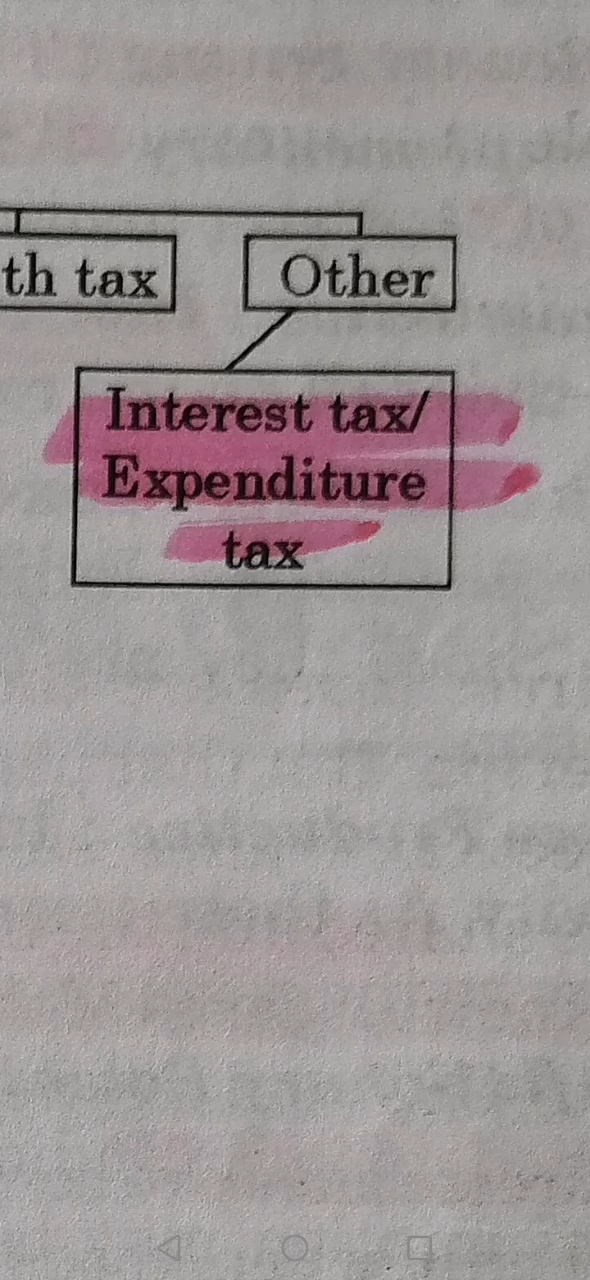 th tax
Other
Interest tax/
Expenditure
tax